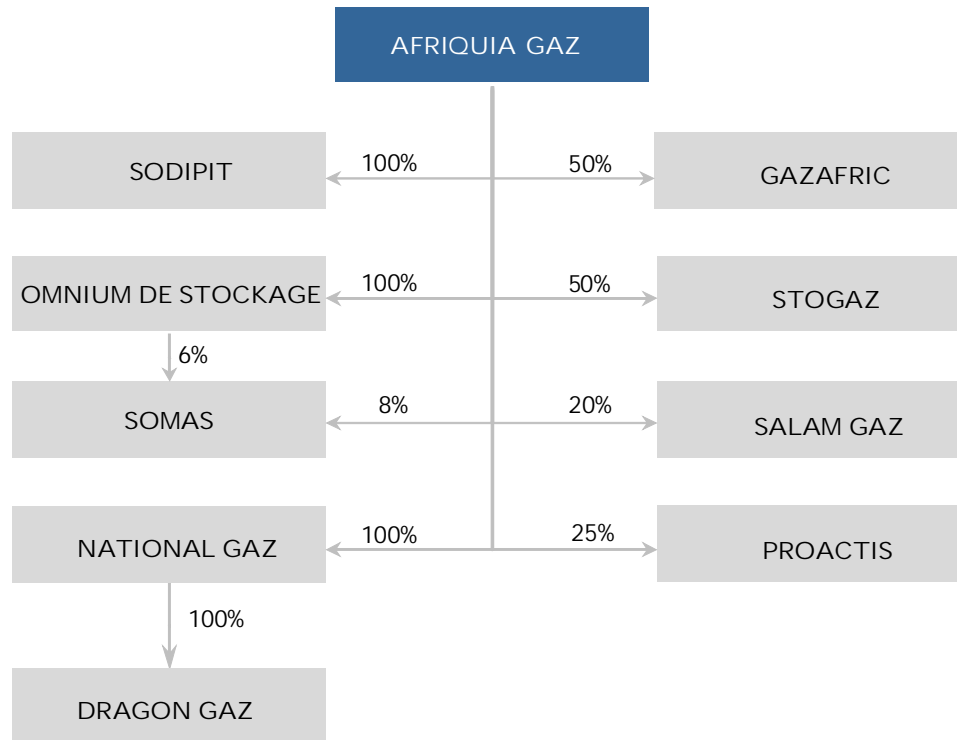 AFRIQUIA GAZ
SODIPIT
100%
50%
GAZAFRIC
OMNIUM DE STOCKAGE
100%
50%
STOGAZ
6%
SOMAS
8%
20%
SALAM GAZ
NATIONAL GAZ
100%
25%
PROACTIS
100%
DRAGON GAZ